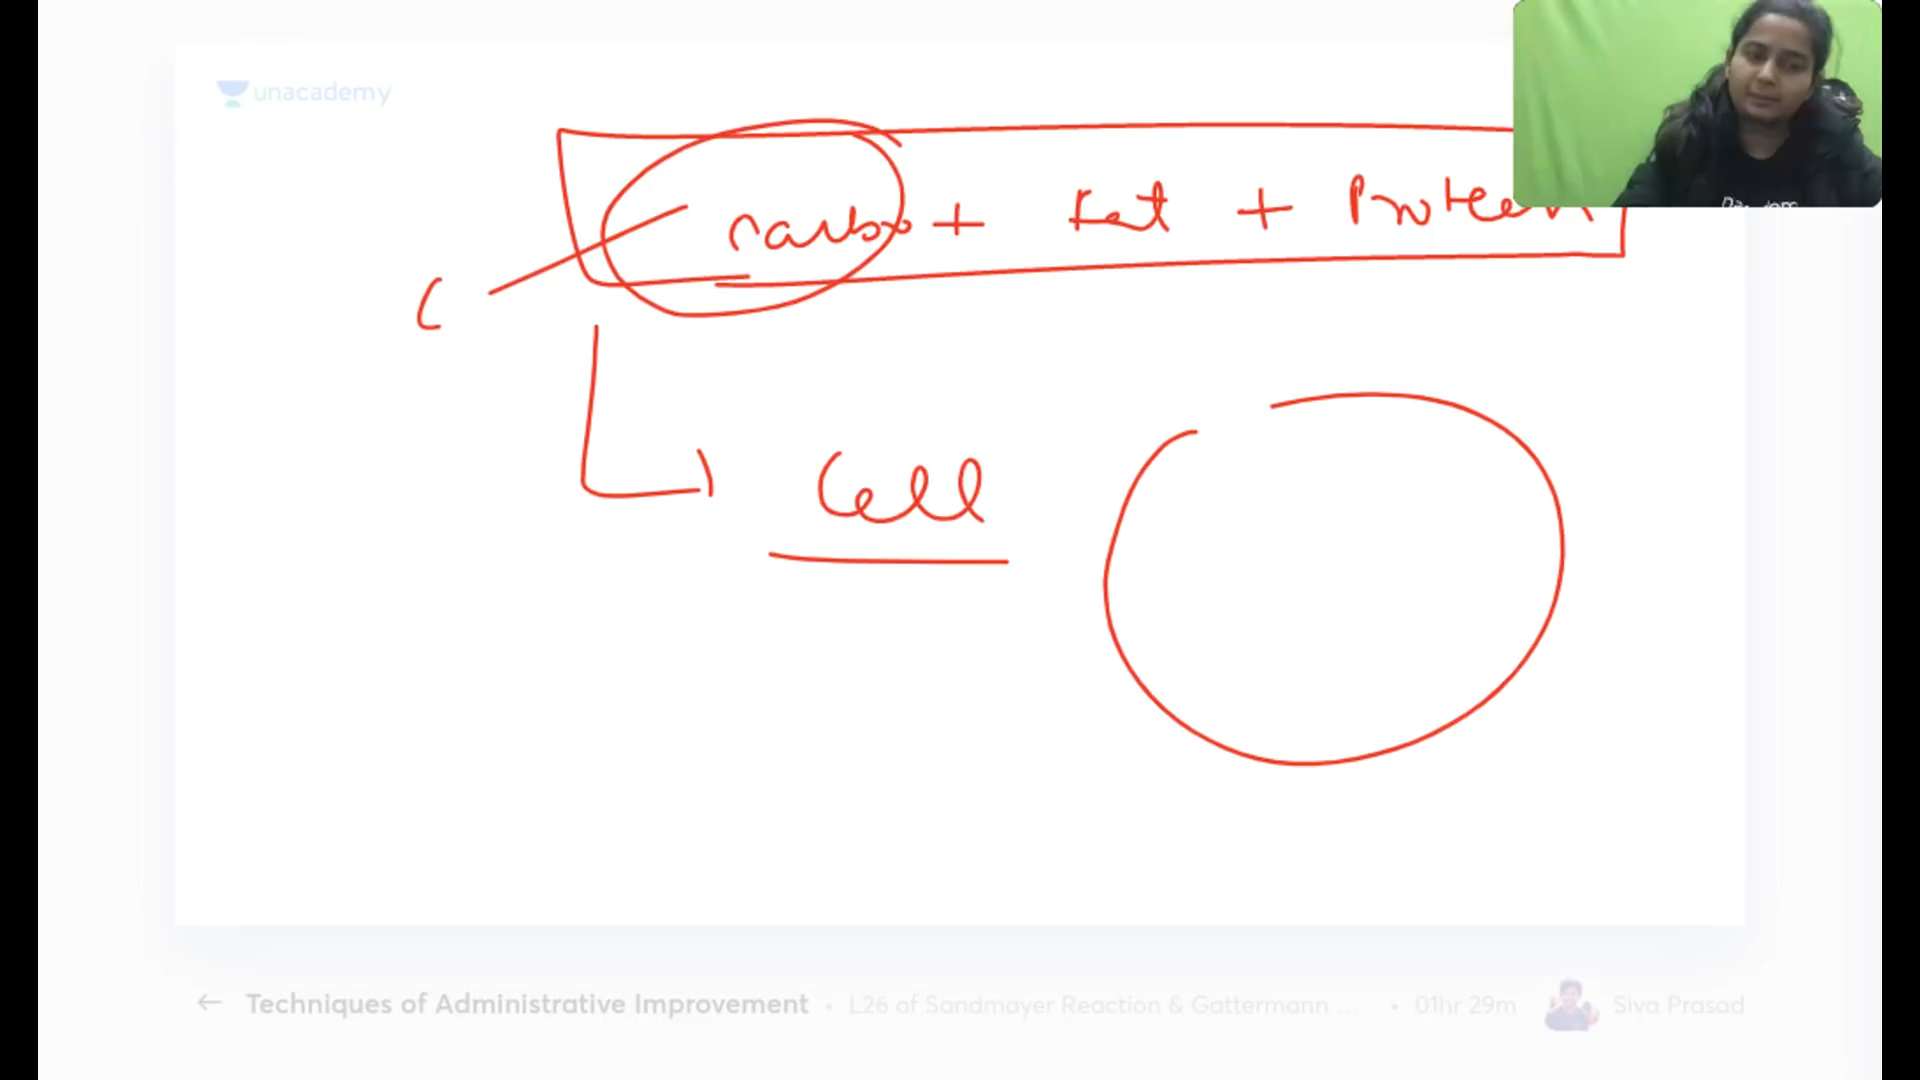 unacademy
carbo + Fat + Protein
C
Cell
Techniques of Administrative Improvement • L26 of Sandmayer Reaction & Gattermann ... • 01hr 29m Siva Prasad